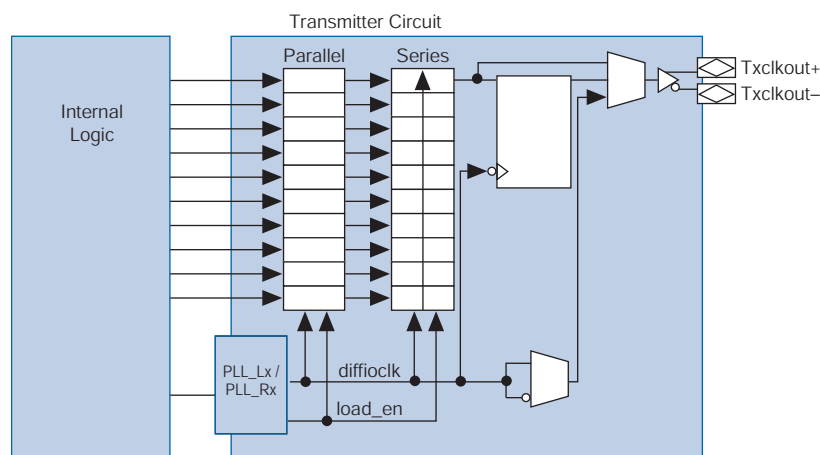 Transmitter Circuit
Parallel
Series
Internal
Logic
Txclkout+
Txclkout–
PLL_Lx /
PLL_Rx
diffioclk
load_en